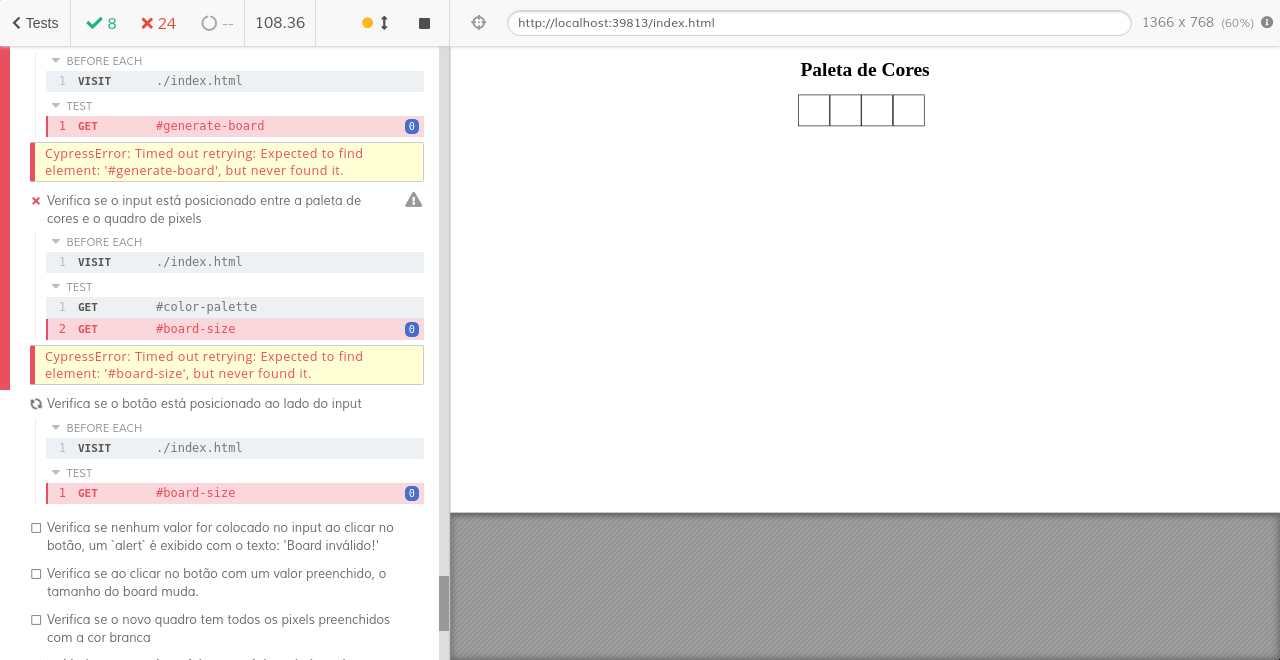 Tests 8 24 -- 108.36
http://localhost:39813/index.html 1366 x 768 (60%)
BEFORE EACH
1 VISIT ./index.html
TEST
1 GET #generate-board 0
CypressError: Timed out retrying: Expected to find
element: '#generate-board', but never found it.
Verifica se o input está posicionado entre a paleta de
cores e o quadro de pixels
BEFORE EACH
1 VISIT ./index.html
TEST
1 GET #color-palette
2 GET #board-size 0
CypressError: Timed out retrying: Expected to find
element: '#board-size', but never found it.
Verifica se o botão está posicionado ao lado do input
BEFORE EACH
1 VISIT ./index.html
TEST
1 GET #board-size 0
Verifica se nenhum valor for colocado no input ao clicar no
botão, um `alert` é exibido com o texto: 'Board inválido!'
Verifica se ao clicar no botão com um valor preenchido, o
tamanho do board muda.
Verifica se o novo quadro tem todos os pixels preenchidos
com a cor branca
Paleta de Cores